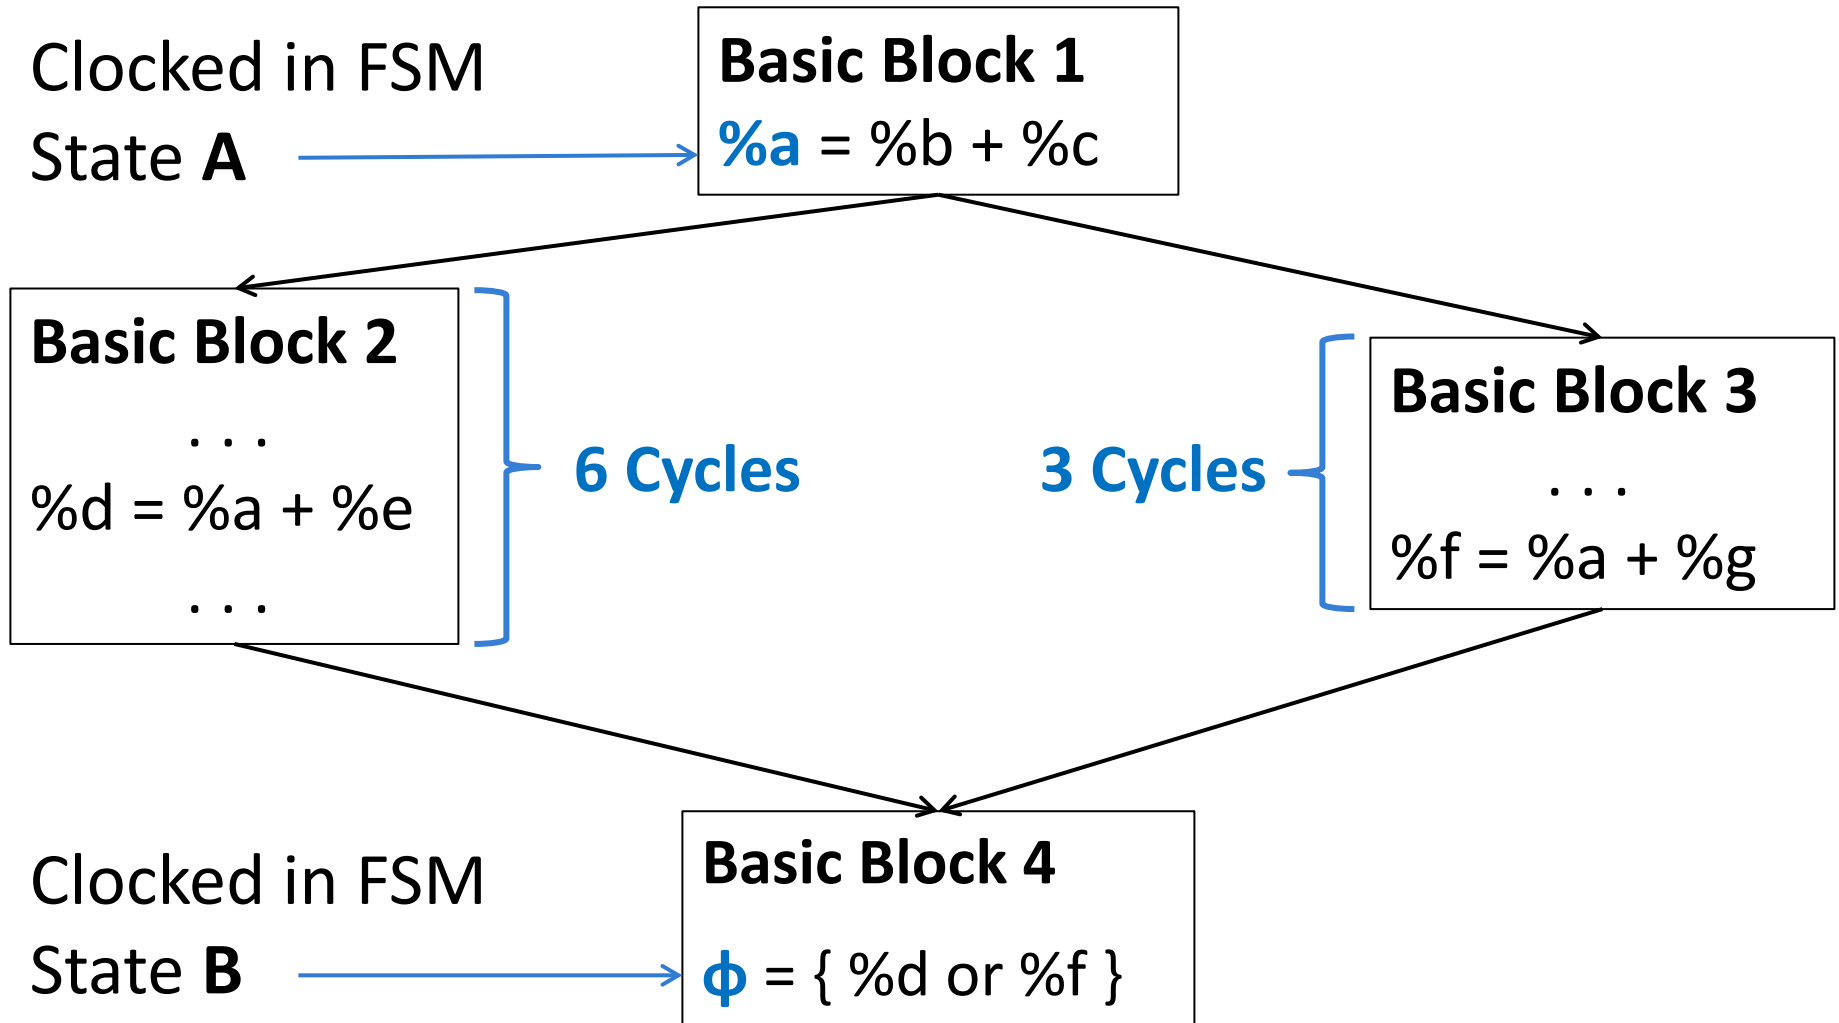 Clocked in FSM
State A
Basic Block 1
%a = %b + %c
Basic Block 2
. . .
%d = %a + %e
. . .
6 Cycles
3 Cycles
Basic Block 3
. . .
%f = %a + %g
Clocked in FSM
State B
Basic Block 4
ϕ = { %d or %f }